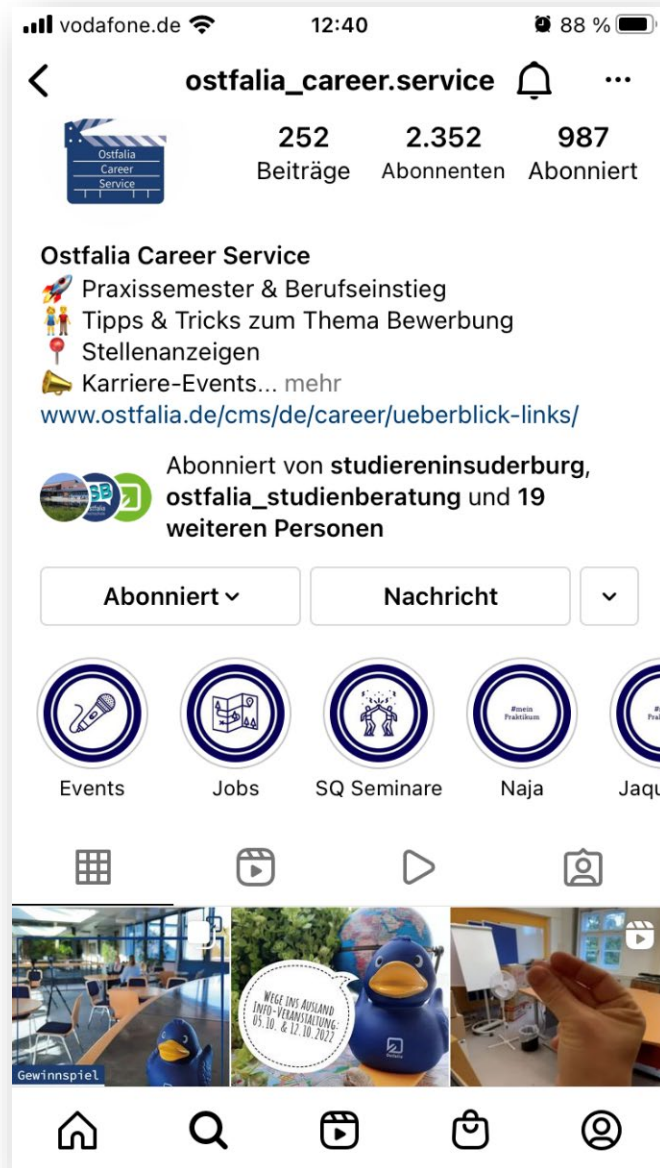 vodafone.de 12:40 88 %
ostfalia_career.service
Ostfalia
Career
Service
252 2.352 987
Beiträge Abonnenten Abonniert
Ostfalia Career Service
🚀 Praxissemester & Berufseinstieg
👫 Tipps & Tricks zum Thema Bewerbung
📍 Stellenanzeigen
📣 Karriere-Events... mehr
www.ostfalia.de/cms/de/career/ueberblick-links/
SB
Abonniert von studiereninsuderburg,
ostfalia_studienberatung und 19
weiteren Personen
Abonniert Nachricht
#mein
Praktikum
Events Jobs SQ Seminare Naja Jaqu
WEGE INS AUSLAND
INFO-VERANSTALTUNG:
05.10. & 12.10.2022
Ostfalia
Gewinnspiel